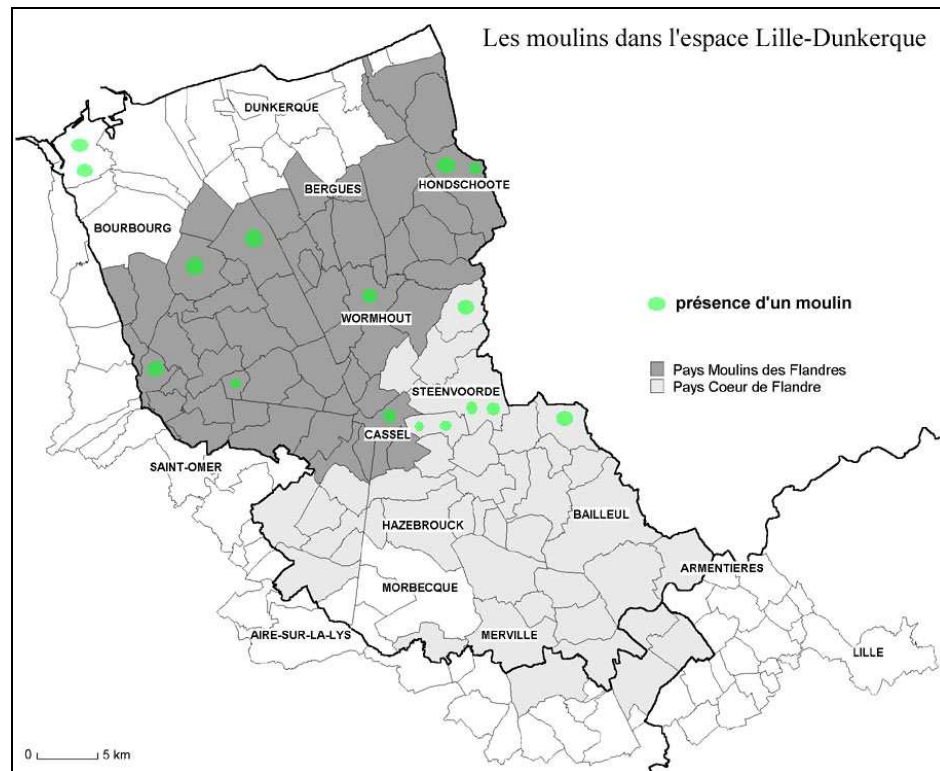 Les moulins dans l'espace Lille-Dunkerque
DUNKERQUE
BERGUES
HONDSCHOOTE
BOURBOURG
présence d'un moulin
WORMHOUT
Pays Moulins des Flandres
Pays Coeur de Flandre
STEENVOORDE
CASSEL
SAINT-OMER
BAILLEUL
HAZEBROUCK
ARMENTIERES
MORBECQUE
AIRE-SUR-LA-LYS
MERVILLE
LILLE
0 5 km